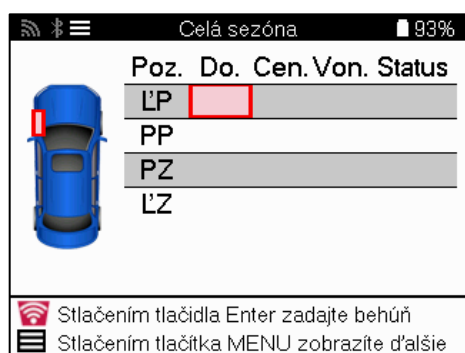 Celá sezóna 93%
Poz. Do. Cen. Von. Status
ĽP
PP
PZ
ĽZ
Stlačením tlačidla Enter zadajte behúň
Stlačením tlačítka MENU zobrazíte ďalšie